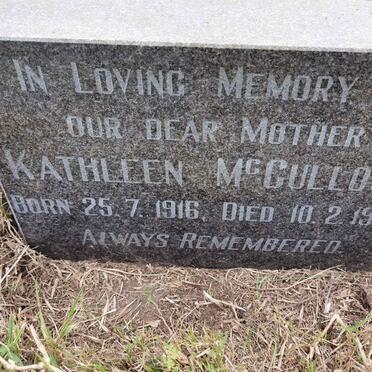 IN LOVING MEMORY
OUR DEAR MOTHER
KATHLEEN MCCULLO
BORN 25.7.1916, DIED 10.2.19
ALWAYS REMEMBERED